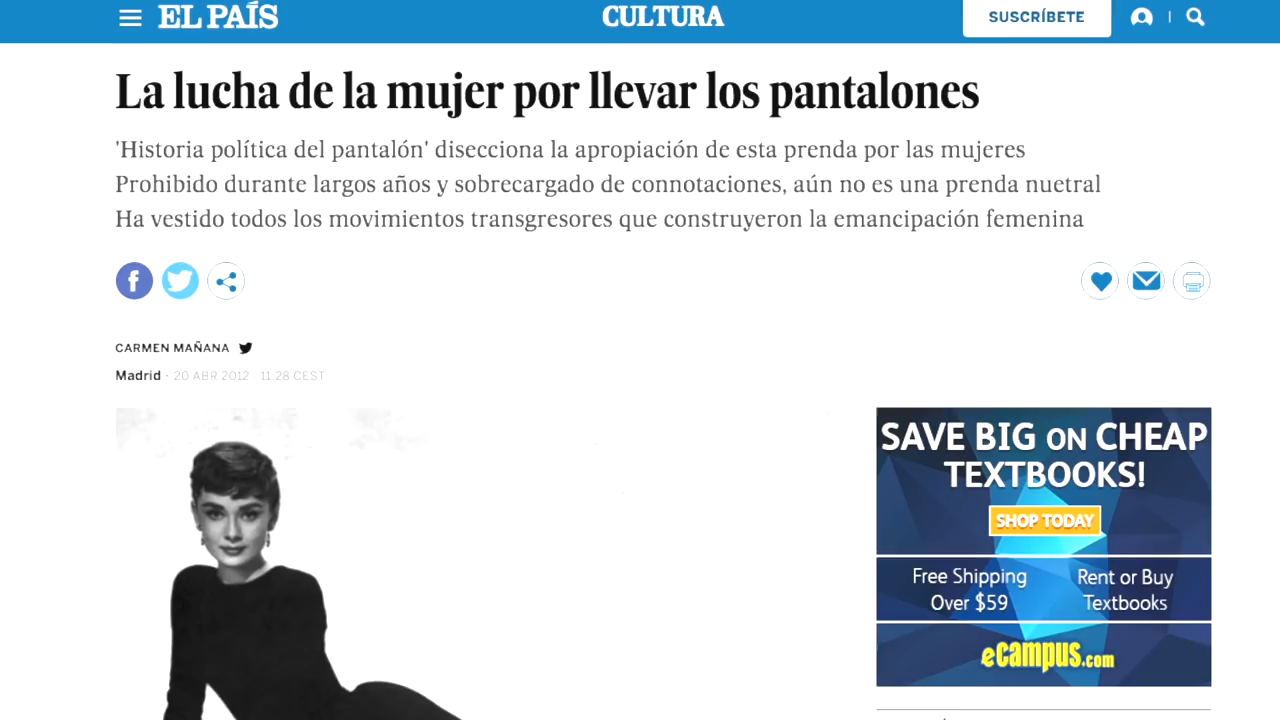 EL PAÍS
CULTURA
SUSCRÍBETE
La lucha de la mujer por llevar los pantalones
'Historia política del pantalón' disecciona la apropiación de esta prenda por las mujeres
Prohibido durante largos años y sobrecargado de connotaciones, aún no es una prenda nuetral
Ha vestido todos los movimientos transgresores que construyeron la emancipación femenina
CARMEN MAÑANA
Madrid · 20 ABR 2012 · 11:28 CEST
SAVE BIG ON CHEAP
TEXTBOOKS!
SHOP TODAY
Free Shipping
Over $59
Rent or Buy
Textbooks
eCampus.com